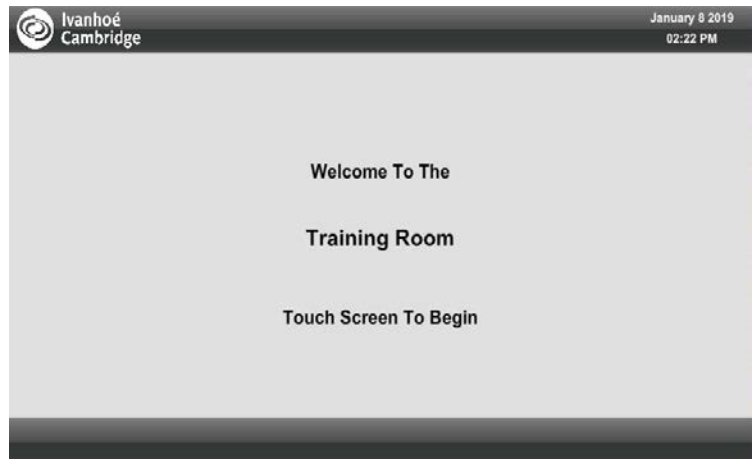 Ivanhoé
Cambridge
January 8 2019
02:22 PM
Welcome To The
Training Room
Touch Screen To Begin